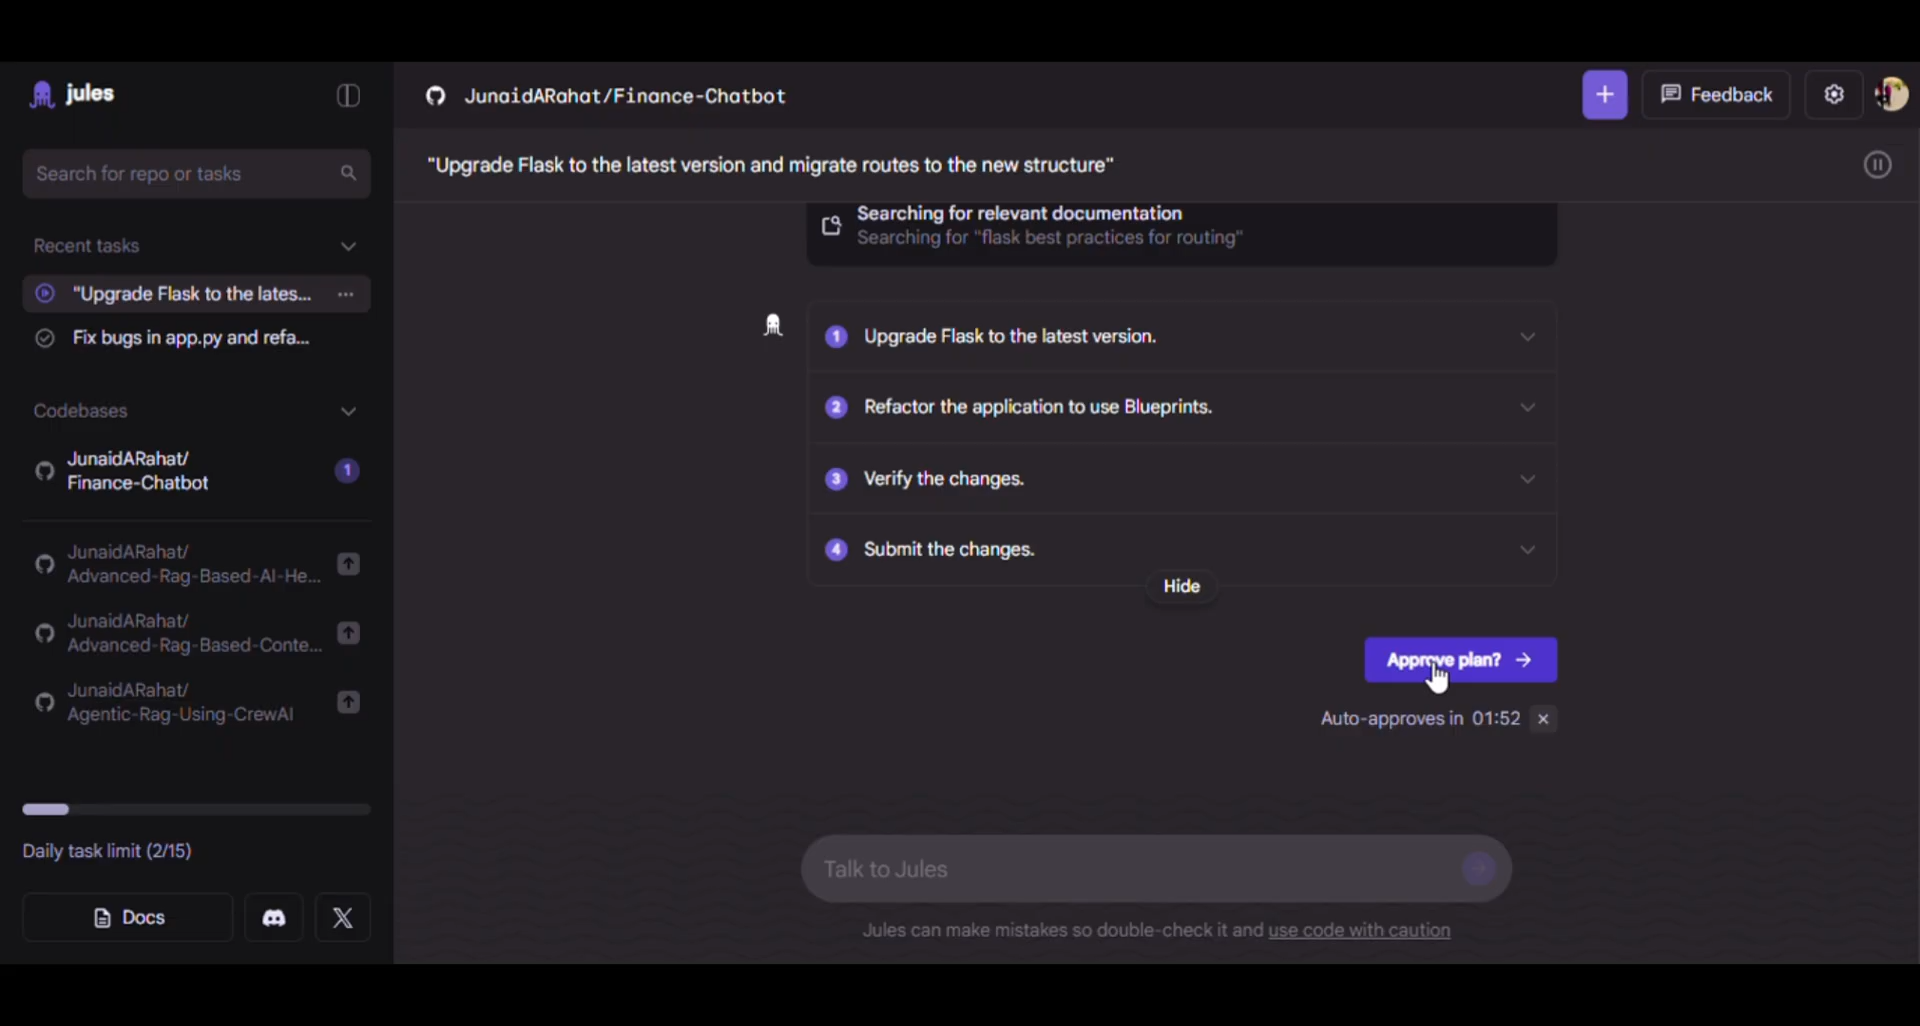 jules
Search for repo or tasks
Recent tasks
"Upgrade Flask to the lates...
Fix bugs in app.py and refa...
Codebases
JunaidARahat/
Finance-Chatbot
1
JunaidARahat/
Advanced-Rag-Based-AI-He...
JunaidARahat/
Advanced-Rag-Based-Conte...
JunaidARahat/
Agentic-Rag-Using-CrewAI
Daily task limit (2/15)
Docs
JunaidARahat/Finance-Chatbot
Feedback
"Upgrade Flask to the latest version and migrate routes to the new structure"
Searching for relevant documentation
Searching for "flask best practices for routing"
1 Upgrade Flask to the latest version.
2 Refactor the application to use Blueprints.
3 Verify the changes.
4 Submit the changes.
Hide
Approve plan?
Auto-approves in 01:52
Talk to Jules
Jules can make mistakes so double-check it and use code with caution